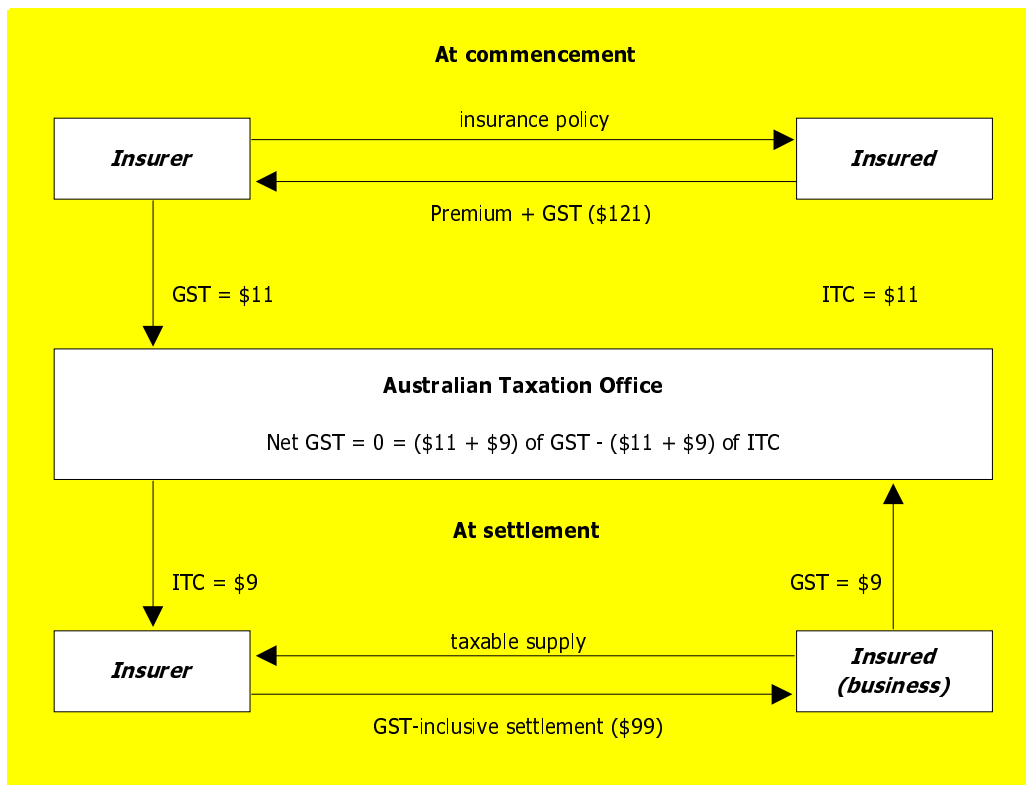 At commencement
insurance policy
Insurer
Insured
Premium + GST ($121)
GST = $11
ITC = $11
Australian Taxation Office
Net GST = 0 = ($11 + $9) of GST - ($11 + $9) of ITC
At settlement
ITC = $9
GST = $9
taxable supply
Insurer
Insured
(business)
GST-inclusive settlement ($99)